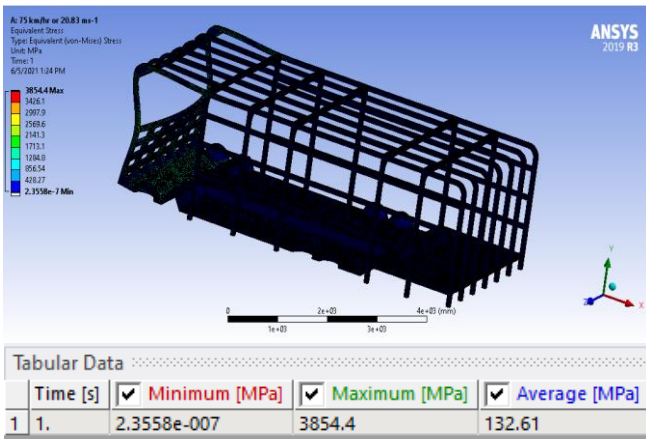 A: 75 km/hr or 20.83 ms-1
Equivalent Stress
Type: Equivalent (von-Mises) Stress
Unit: MPa
Time: 1
6/5/2021 1:24 PM
ANSYS
2019 R3
3854.4 Max
3426.1
2997.9
2569.6
2141.3
1713.1
1284.8
856.54
428.27
2.3558e-7 Min
Y
Z
X
0 2e+03 4e+03 (mm)
1e+03 3e+03
Tabular Data
Time [s] Minimum [MPa] Maximum [MPa] Average [MPa]
1 1. 2.3558e-007 3854.4 132.61